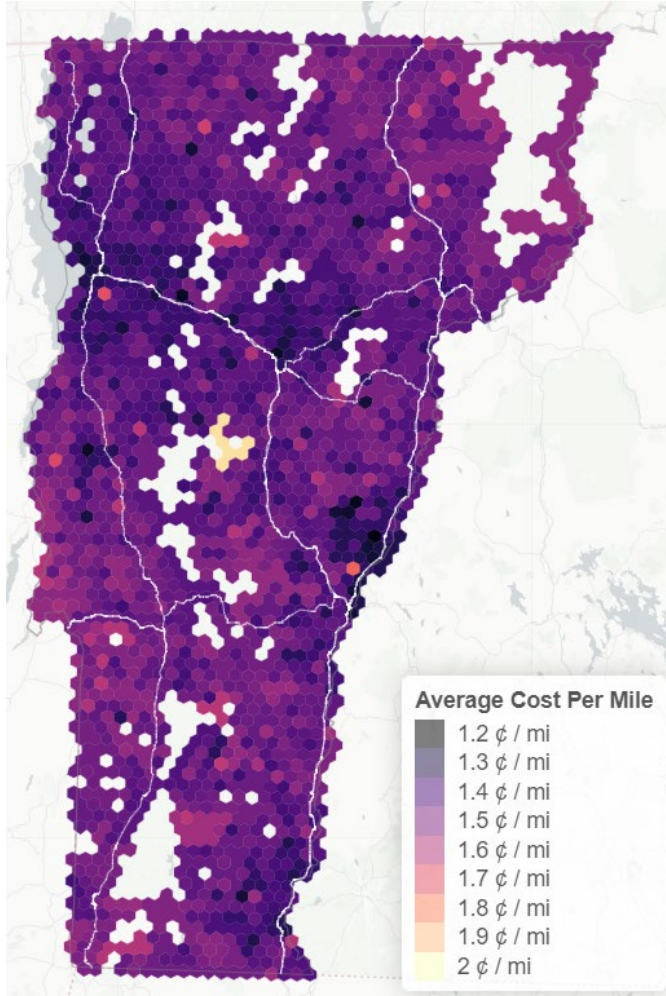 Average Cost Per Mile
1.2 ¢ / mi
1.3 ¢ / mi
1.4 ¢ / mi
1.5 ¢ / mi
1.6 ¢ / mi
1.7 ¢ / mi
1.8 ¢ / mi
1.9 ¢ / mi
2 ¢ / mi